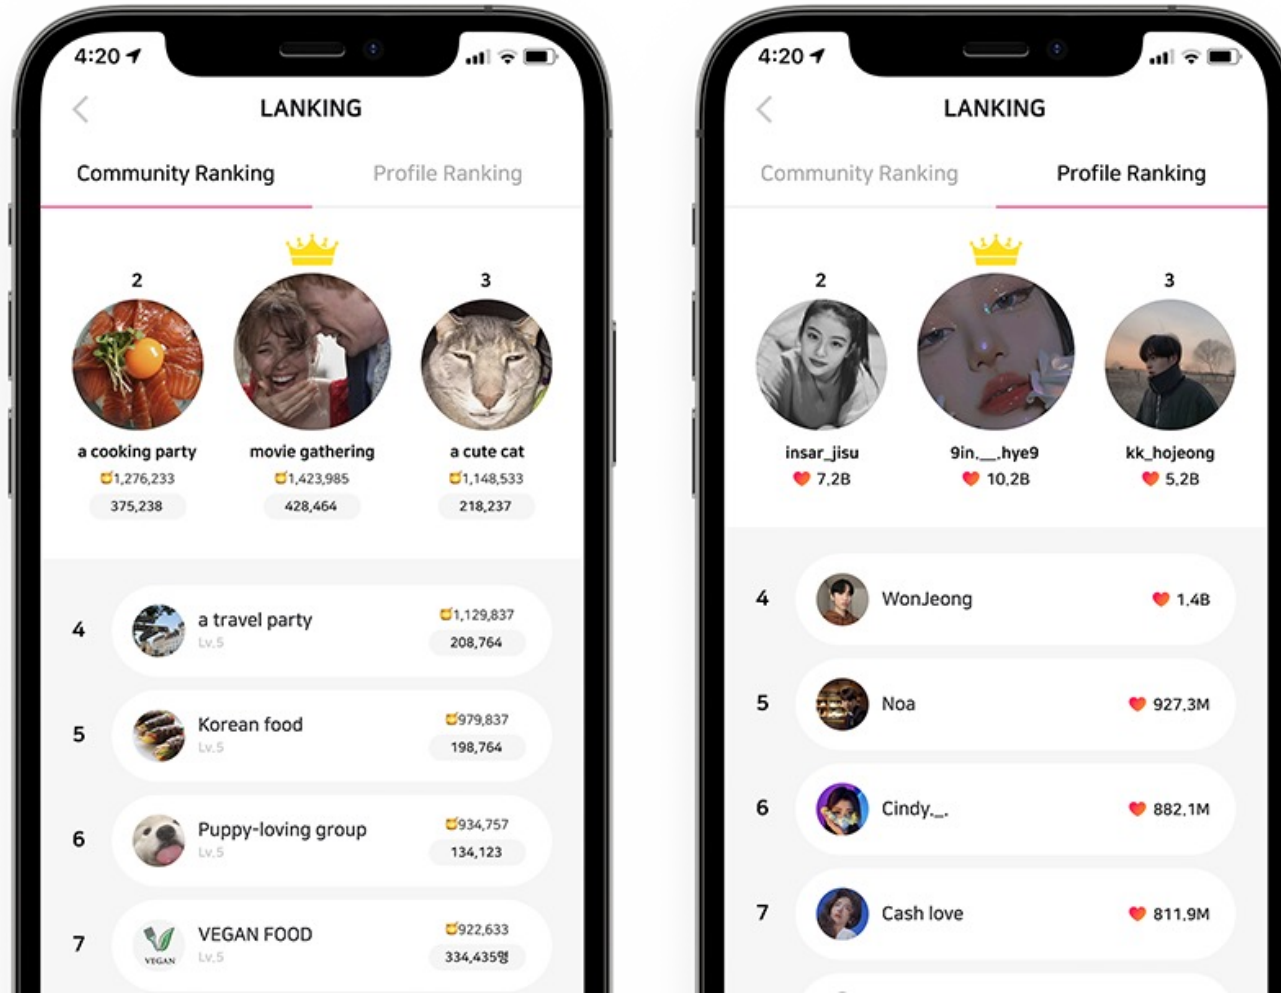 4:20
LANKING
Community Ranking Profile Ranking
2
3
a cooking party
movie gathering
a cute cat
1,276,233
1,423,985
1,148,533
375,238
428,464
218,237
4
a travel party
Lv.5
1,129,837
208,764
5
Korean food
Lv.5
979,837
198,764
6
Puppy-loving group
Lv.5
934,757
134,123
7
VEGAN
VEGAN FOOD
Lv.5
922,633
334,435명
4:20
LANKING
Community Ranking Profile Ranking
2
3
insar_jisu
9in.__.hye9
kk_hojeong
7.2B
10.2B
5.2B
4
WonJeong
1.4B
5
Noa
927.3M
6
Cindy._.
882.1M
7
Cash love
811.9M